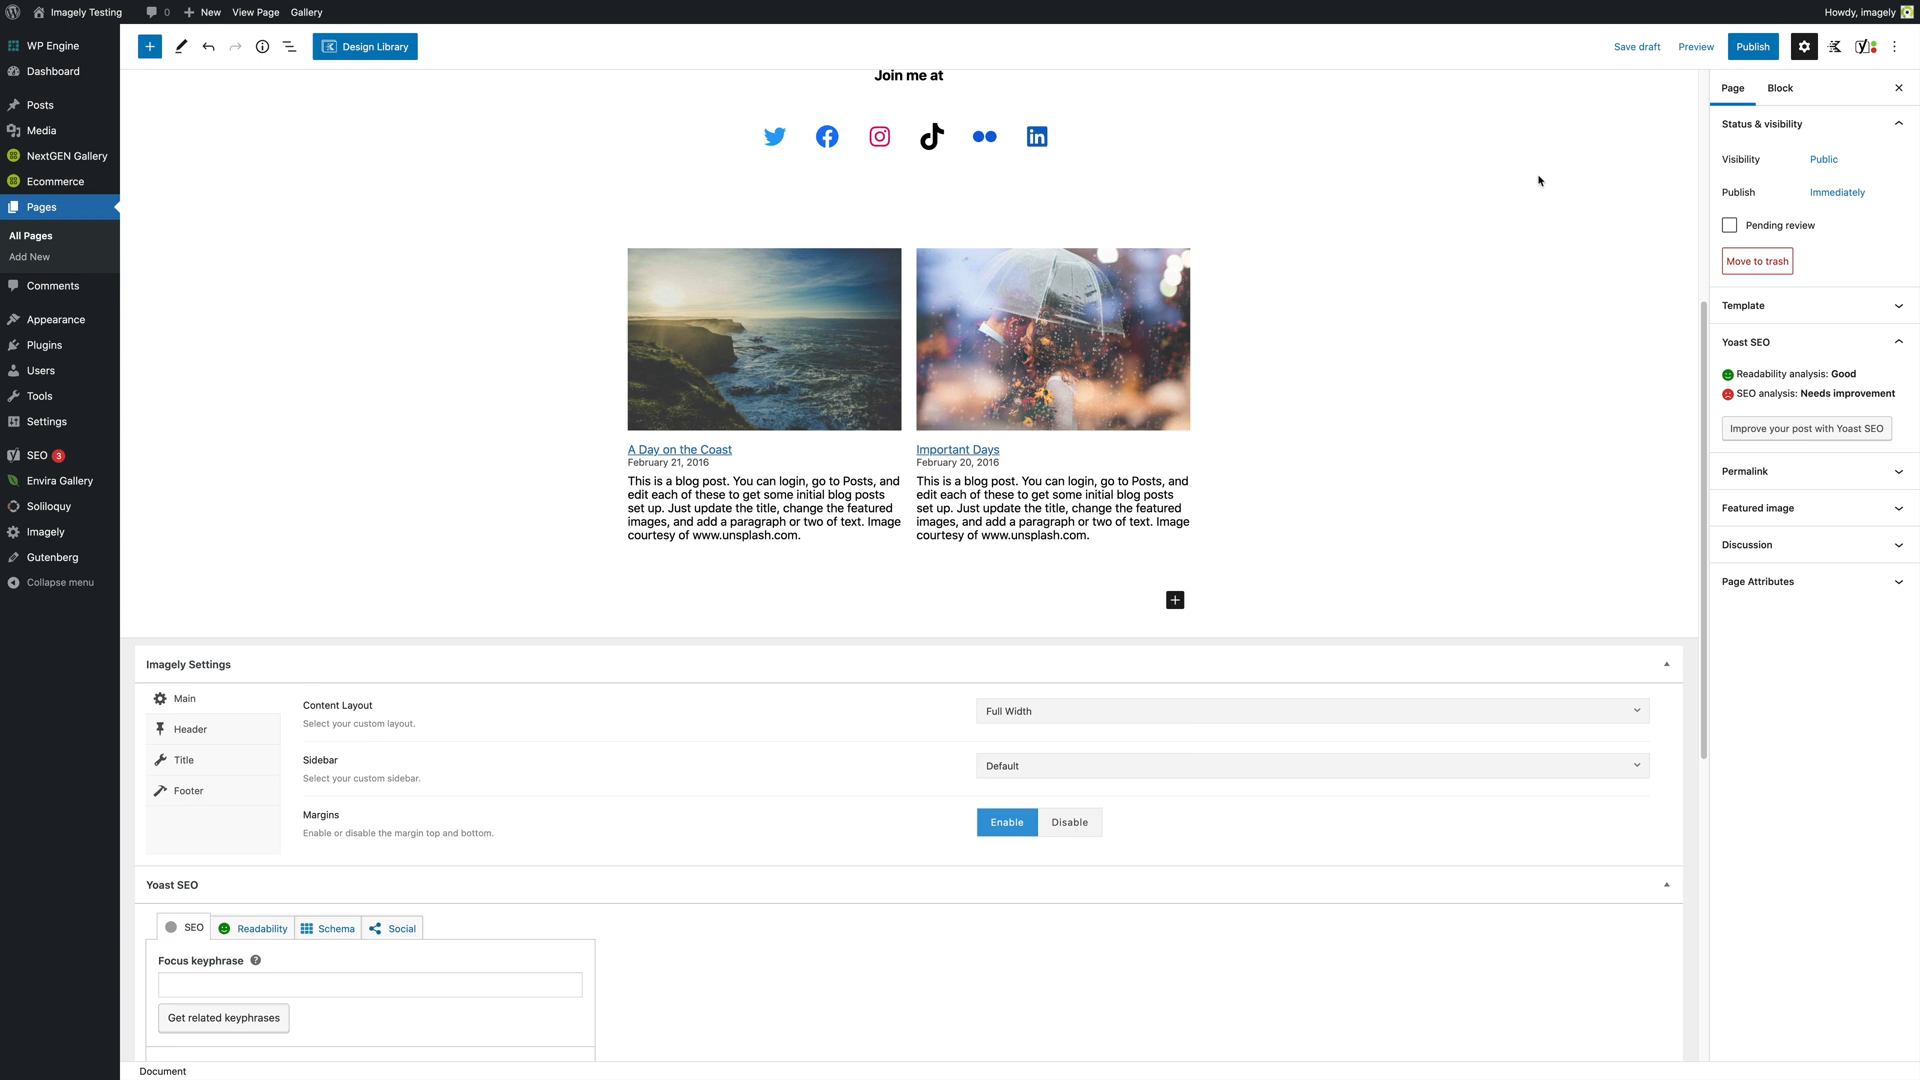 Imagely Testing
0
New
View Page
Gallery
Howdy, imagely
WP Engine
Dashboard
Posts
Media
NextGEN Gallery
Ecommerce
Pages
All Pages
Add New
Comments
Appearance
Plugins
Users
Tools
Settings
SEO 3
Envira Gallery
Soliloquy
Imagely
Gutenberg
Collapse menu
Design Library
Save draft
Preview
Publish
Join me at
A Day on the Coast
February 21, 2016
This is a blog post. You can login, go to Posts, and
edit each of these to get some initial blog posts
set up. Just update the title, change the featured
images, and add a paragraph or two of text. Image
courtesy of www.unsplash.com.
Important Days
February 20, 2016
This is a blog post. You can login, go to Posts, and
edit each of these to get some initial blog posts
set up. Just update the title, change the featured
images, and add a paragraph or two of text. Image
courtesy of www.unsplash.com.
Imagely Settings
Main
Header
Title
Footer
Content Layout
Select your custom layout.
Full Width
Sidebar
Select your custom sidebar.
Default
Margins
Enable or disable the margin top and bottom.
Enable
Disable
Yoast SEO
SEO
Readability
Schema
Social
Focus keyphrase
Get related keyphrases
Document
Page
Block
Status & visibility
Visibility
Public
Publish
Immediately
Pending review
Move to trash
Template
Yoast SEO
Readability analysis: Good
SEO analysis: Needs improvement
Improve your post with Yoast SEO
Permalink
Featured image
Discussion
Page Attributes